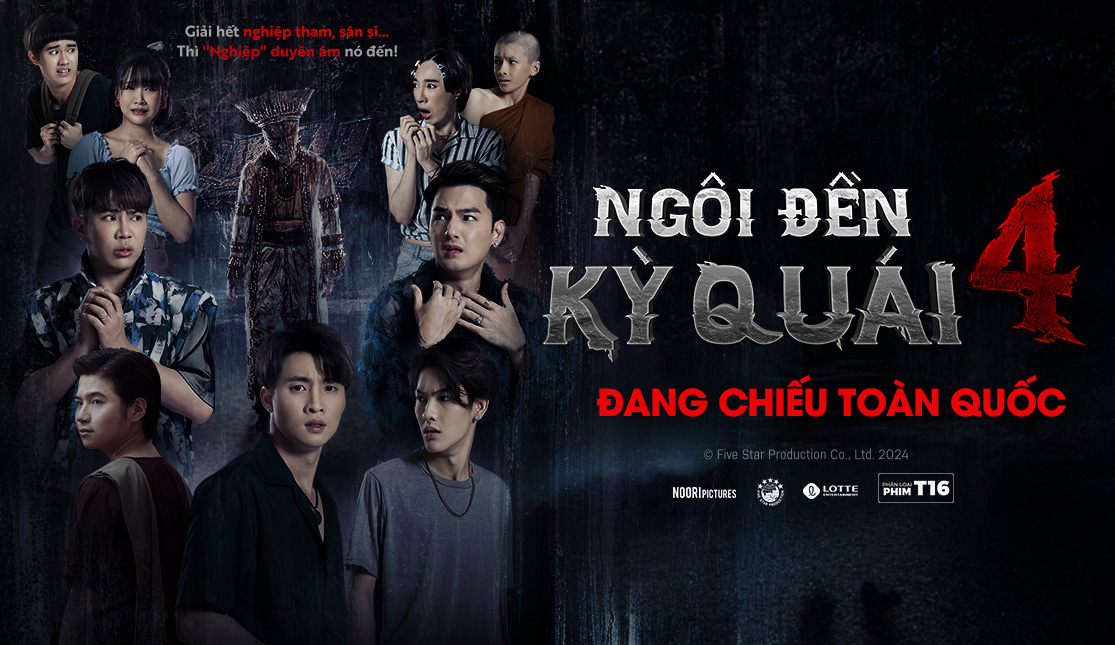 Giải hết nghiệp tham, sân si...
Thì "Nghiệp" duyên âm nó đến!
NGÔI ĐỀN
KỲ QUÁI 4
ĐANG CHIẾU TOÀN QUỐC
© Five Star Production Co., Ltd. 2024
NOORI PICTURES
LOTTE
ENTERTAINMENT
PHÂN LOẠI
PHIM T16